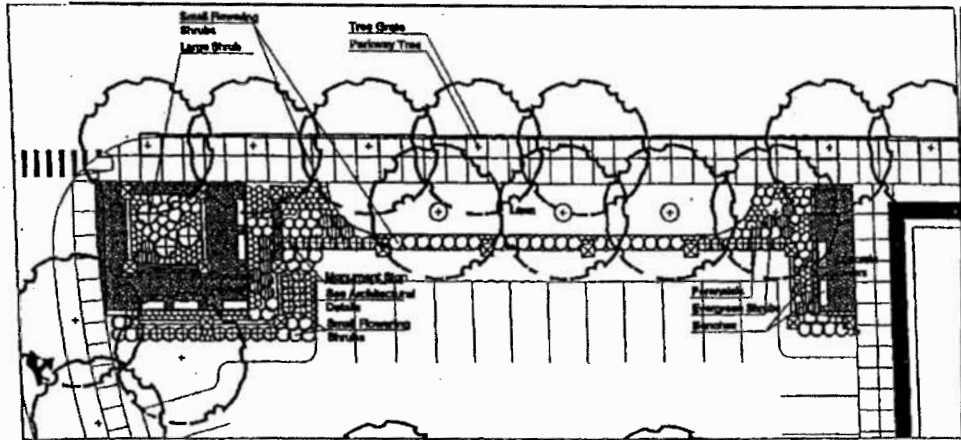 Small Flowering
Shrubs
Large Shrub
Tree Grate
Parkway Tree
Lawn
Monument Sign
See Architectural
Details
Small Flowering
Shrubs
Perennials
Evergreen Shrubs
Benches